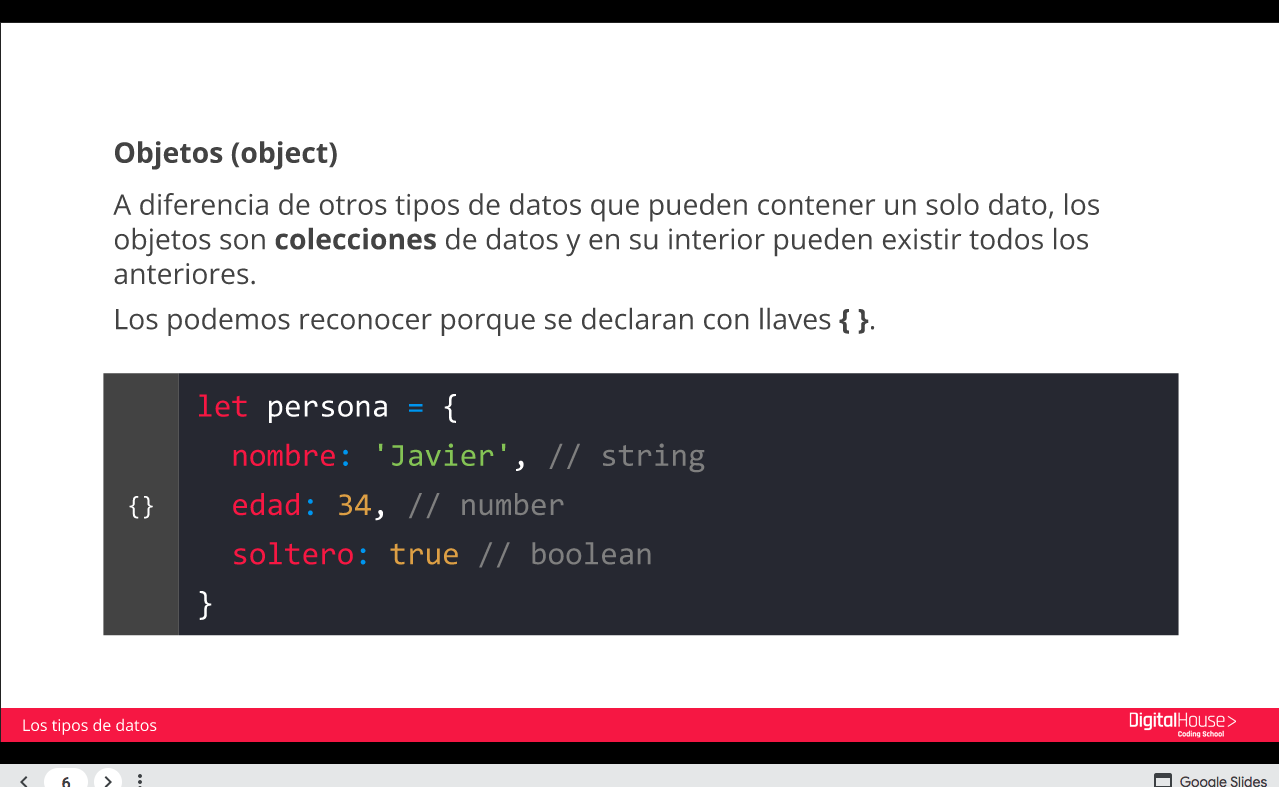 Objetos (object)
A diferencia de otros tipos de datos que pueden contener un solo dato, los
objetos son colecciones de datos y en su interior pueden existir todos los
anteriores.
Los podemos reconocer porque se declaran con llaves { }.
let persona = {
nombre: 'Javier', // string
{}
edad: 34, // number
soltero: true // boolean
}
Los tipos de datos
DigitalHouse>
Coding School
6
Google Slides